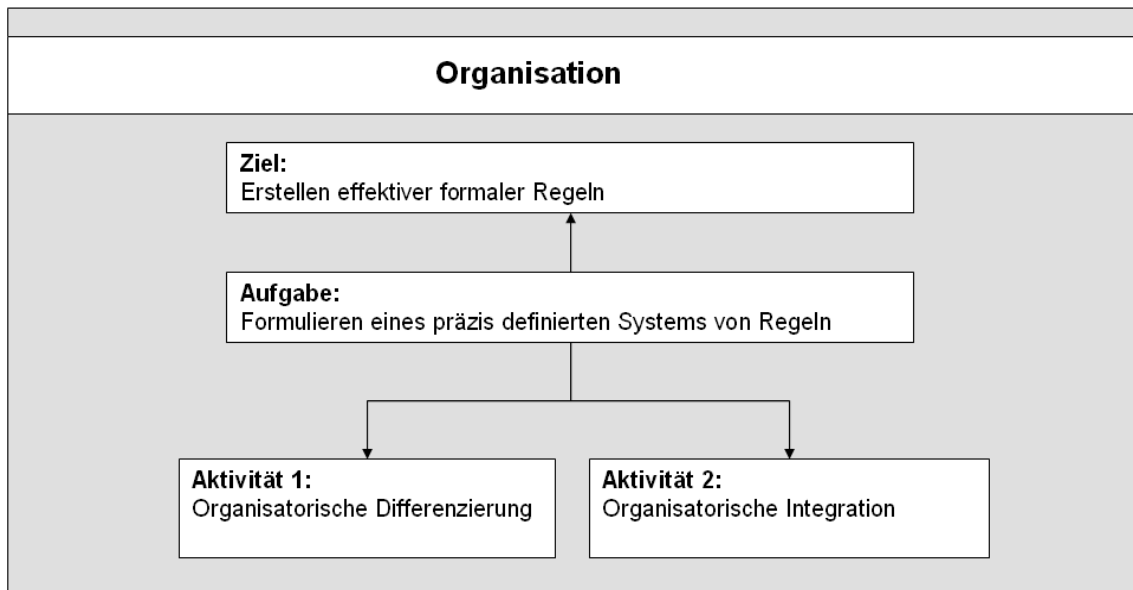 Organisation
Ziel:
Erstellen effektiver formaler Regeln
Aufgabe:
Formulieren eines präzis definierten Systems von Regeln
Aktivität 1:
Organisatorische Differenzierung
Aktivität 2:
Organisatorische Integration